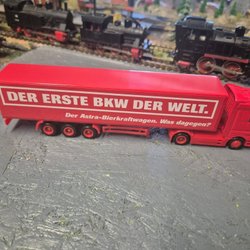 DER ERSTE BKW DER WELT.
Der Astra-Bierkraftwagen. Was dagegen?